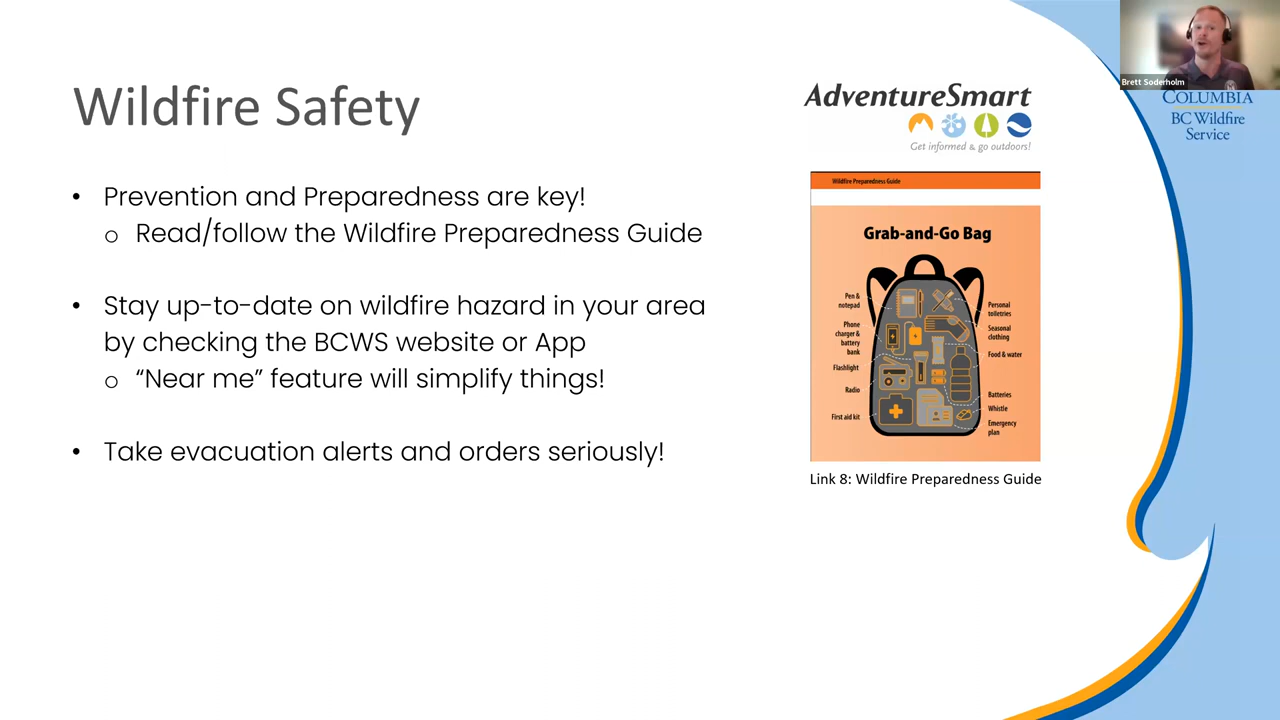 Wildfire Safety
• Prevention and Preparedness are key!
o Read/follow the Wildfire Preparedness Guide
• Stay up-to-date on wildfire hazard in your area
by checking the BCWS website or App
o “Near me” feature will simplify things!
• Take evacuation alerts and orders seriously!
AdventureSmart
Get informed & go outdoors!
Wildfire Preparedness Guide
Grab-and-Go Bag
Pen &
notepad
Phone
charger &
battery
bank
Flashlight
Radio
First aid kit
Personal
toiletries
Seasonal
clothing
Food & water
Batteries
Whistle
Emergency
plan
Link 8: Wildfire Preparedness Guide
Brett Soderholm
COLUMBIA
BC Wildfire
Service